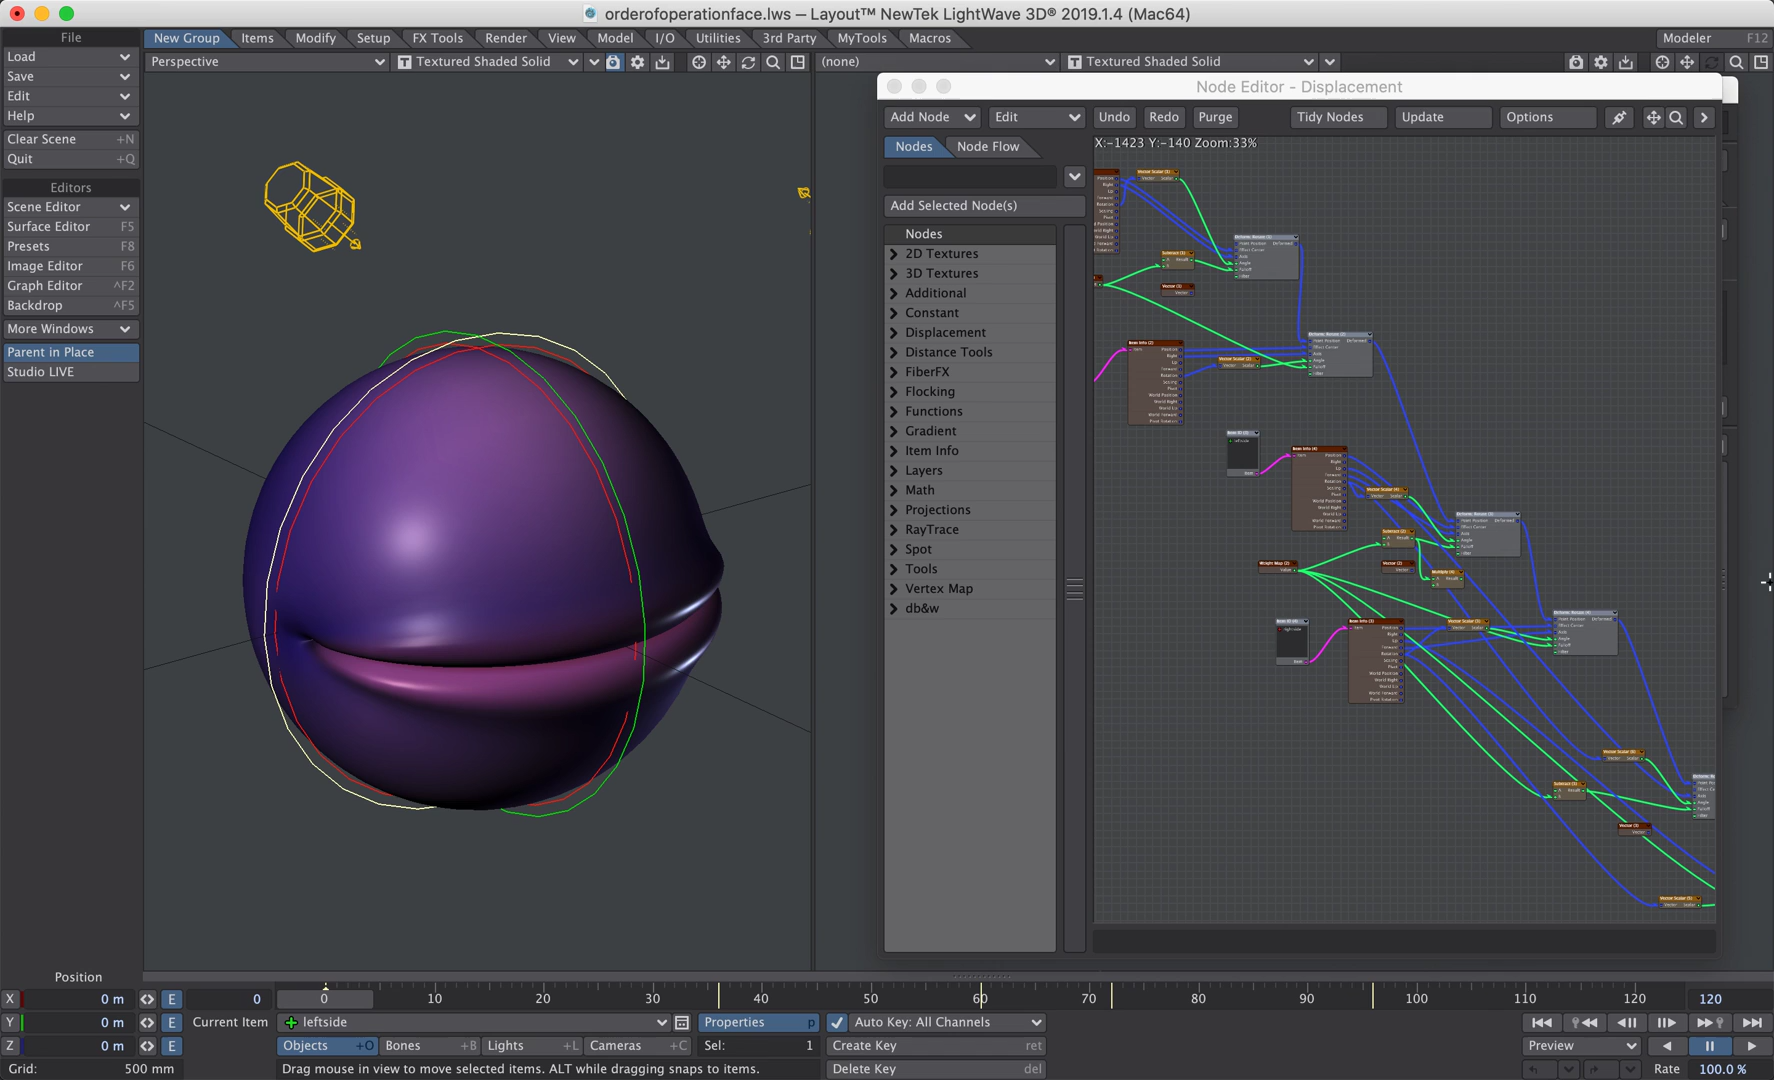 orderofoperationface.lws — Layout™ NewTek LightWave 3D® 2019.1.4 (Mac64)
File
New Group Items Modify Setup FX Tools Render View Model I/O Utilities 3rd Party MyTools Macros Modeler F12
Load
Save
Edit
Help
Clear Scene +N
Quit +Q
Editors
Scene Editor
Surface Editor F5
Presets F8
Image Editor F6
Graph Editor ^F2
Backdrop ^F5
More Windows
Parent in Place
Studio LIVE
Perspective T Textured Shaded Solid
(none) T Textured Shaded Solid
Node Editor - Displacement
Add Node Edit Undo Redo Purge Tidy Nodes Update Options
Nodes Node Flow
X:-1423 Y:-140 Zoom:33%
Add Selected Node(s)
Nodes
2D Textures
3D Textures
Additional
Constant
Displacement
Distance Tools
FiberFX
Flocking
Functions
Gradient
Item Info
Layers
Math
Projections
RayTrace
Spot
Tools
Vertex Map
db&w
Position
X 0 m E 0
0 10 20 30 40 50 60 70 80 90 100 110 120 120
Y 0 m E Current Item leftside Properties p Auto Key: All Channels
Z 0 m E Objects +O Bones +B Lights +L Cameras +C Sel: 1 Create Key ret Preview
Grid: 500 mm Drag mouse in view to move selected items. ALT while dragging snaps to items. Delete Key del Rate 100.0 %